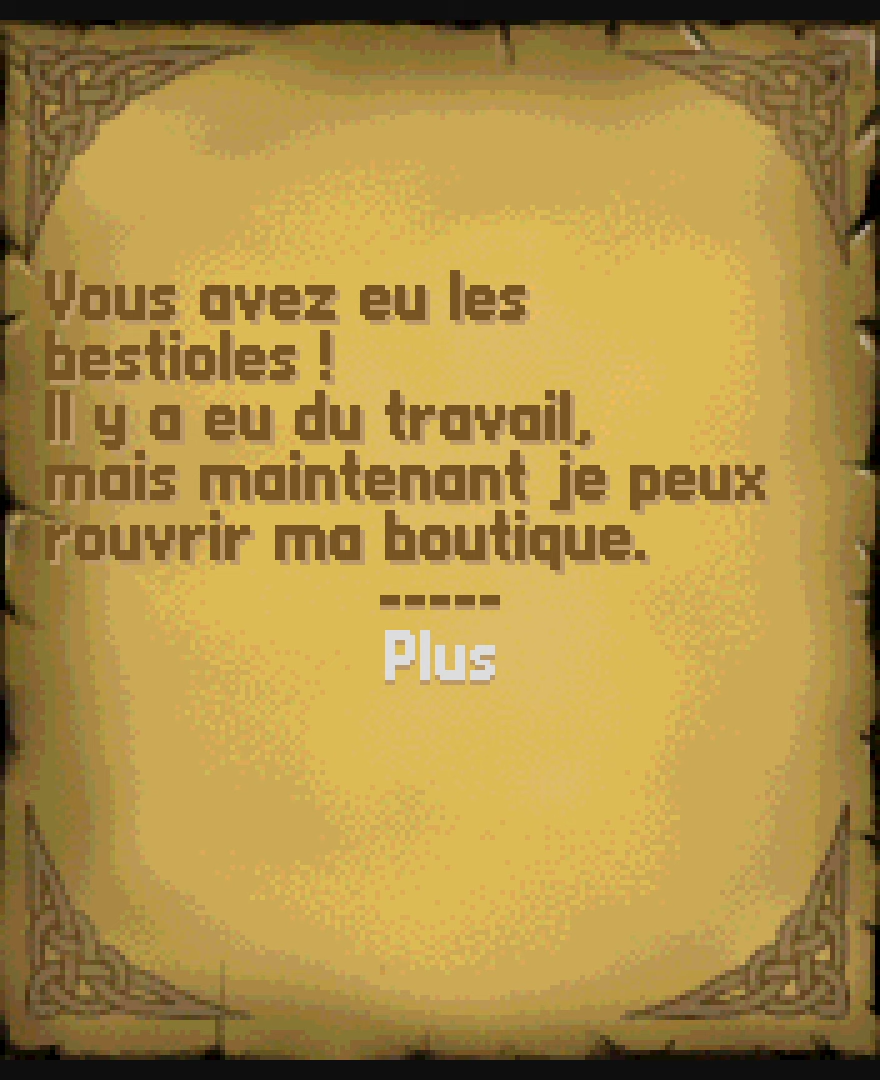 Vous avez eu les
bestioles !
Il y a eu du travail,
mais maintenant je peux
rouvrir ma boutique.
-----
Plus